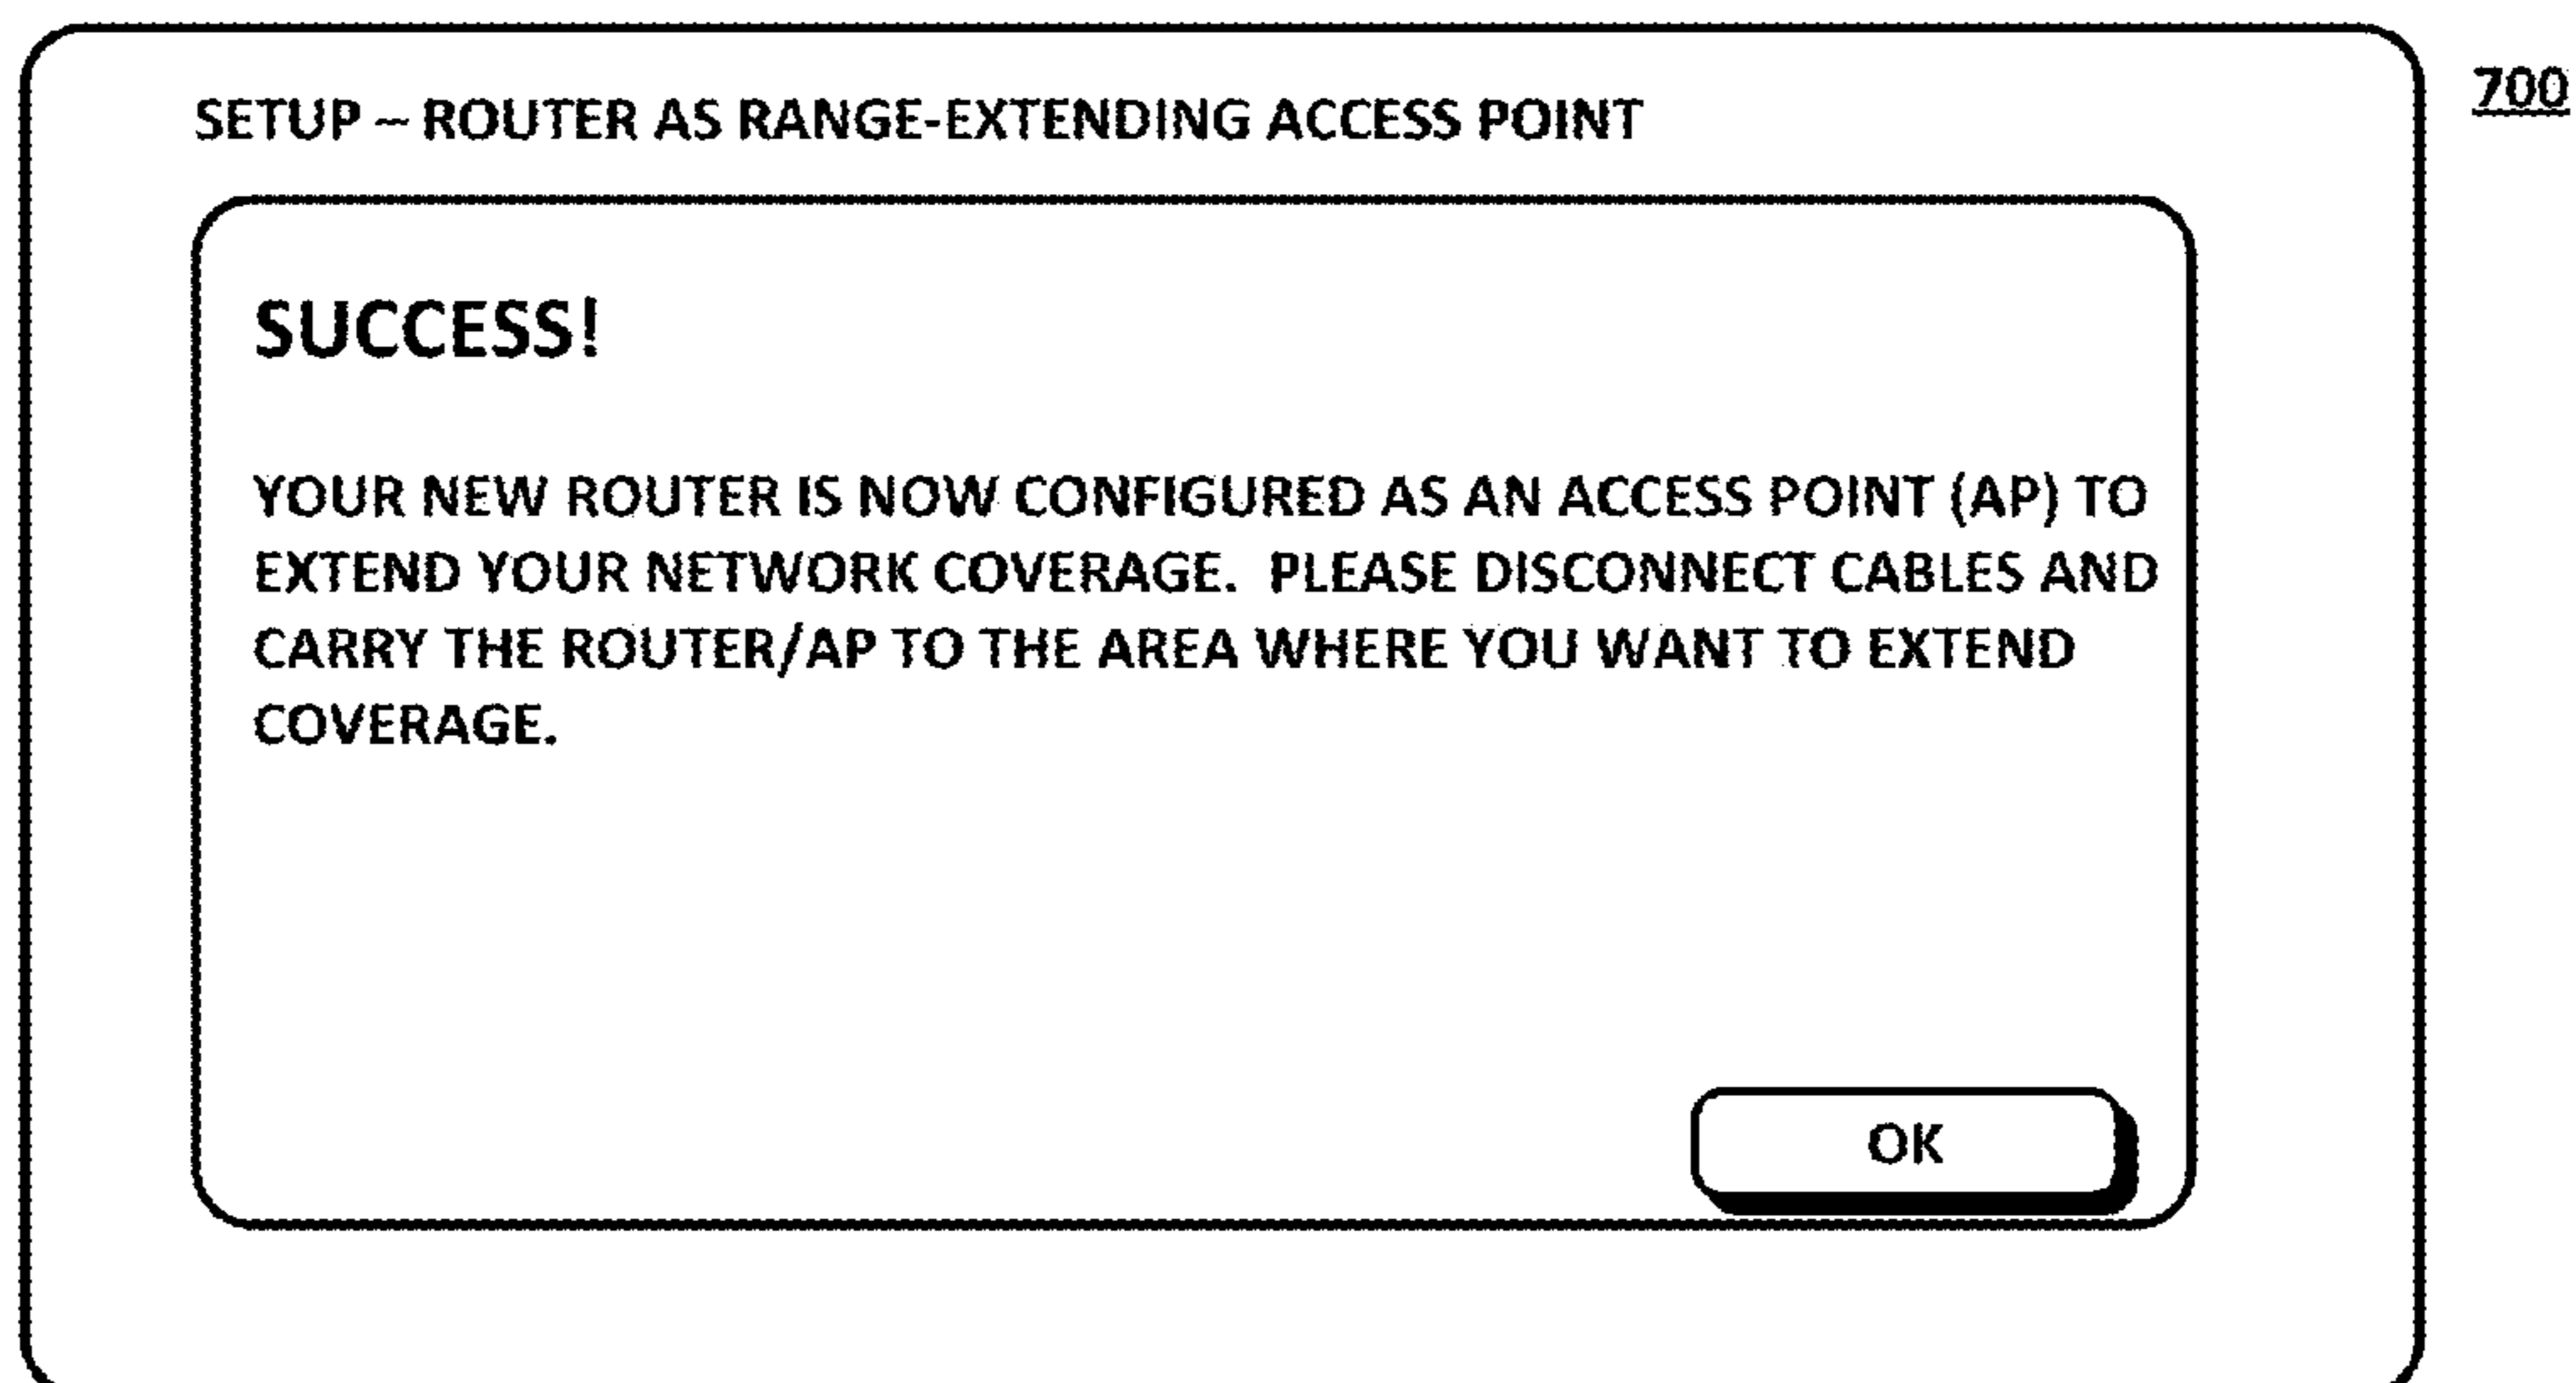 700
SETUP – ROUTER AS RANGE-EXTENDING ACCESS POINT
SUCCESS!
YOUR NEW ROUTER IS NOW CONFIGURED AS AN ACCESS POINT (AP) TO
EXTEND YOUR NETWORK COVERAGE.  PLEASE DISCONNECT CABLES AND
CARRY THE ROUTER/AP TO THE AREA WHERE YOU WANT TO EXTEND
COVERAGE.
OK